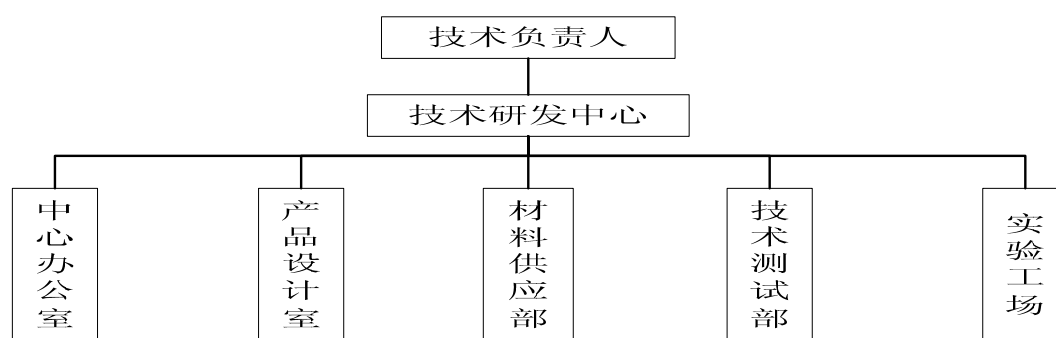 技术负责人
技术研发中心
中心办公室
产品设计室
材料供应部
技术测试部
实验工场